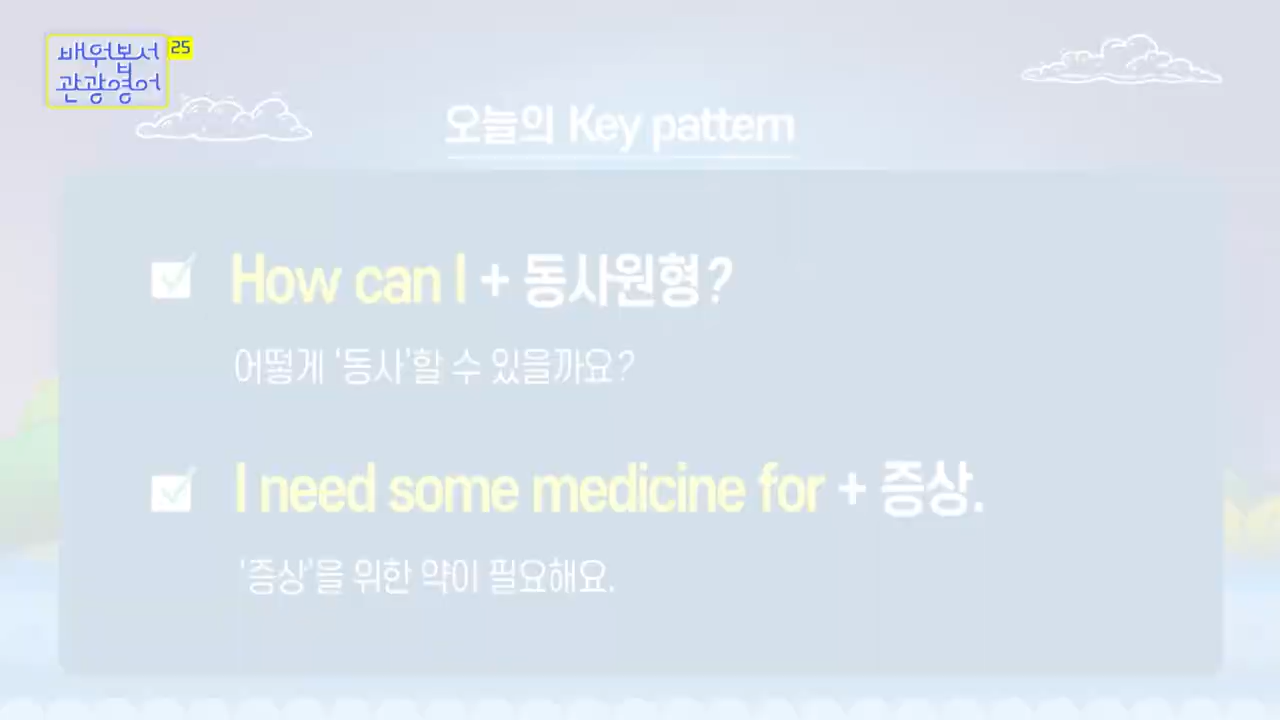 배워봅서 25
관광영어
오늘의 Key pattern
How can I + 동사원형?
어떻게 '동사'할 수 있을까요?
I need some medicine for + 증상.
'증상'을 위한 약이 필요해요.